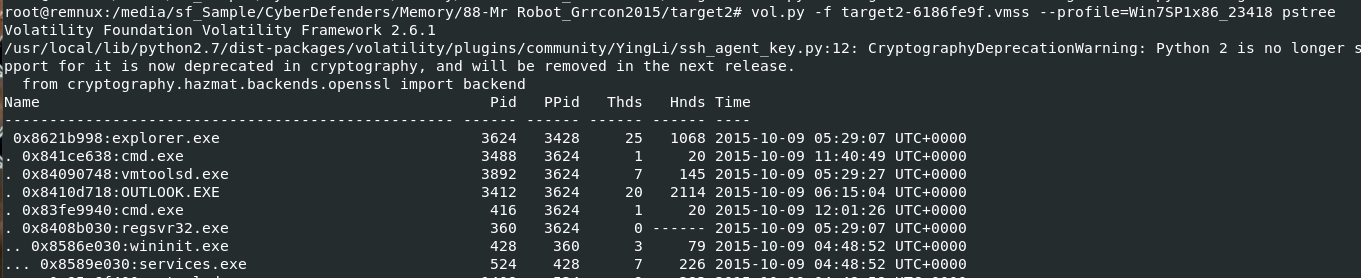 root@remnux:/media/sf_Sample/CyberDefenders/Memory/88-Mr Robot_Grrcon2015/target2# vol.py -f target2-6186fe9f.vmss --profile=Win7SP1x86_23418 pstree
Volatility Foundation Volatility Framework 2.6.1
/usr/local/lib/python2.7/dist-packages/volatility/plugins/community/YingLi/ssh_agent_key.py:12: CryptographyDeprecationWarning: Python 2 is no longer s
pport for it is now deprecated in cryptography, and will be removed in the next release.
  from cryptography.hazmat.backends.openssl import backend
Name                                                  Pid   PPid   Thds   Hnds Time
-------------------------------------------------- ------ ------ ------ ------ ----
 0x8621b998:explorer.exe                             3624   3428     25   1068 2015-10-09 05:29:07 UTC+0000
. 0x841ce638:cmd.exe                                 3488   3624      1     20 2015-10-09 11:40:49 UTC+0000
. 0x84090748:vmtoolsd.exe                            3892   3624      7    145 2015-10-09 05:29:27 UTC+0000
. 0x8410d718:OUTLOOK.EXE                             3412   3624     20   2114 2015-10-09 06:15:04 UTC+0000
. 0x83fe9940:cmd.exe                                  416   3624      1     20 2015-10-09 12:01:26 UTC+0000
. 0x8408b030:regsvr32.exe                             360   3624      0 ------ 2015-10-09 05:29:07 UTC+0000
.. 0x8586e030:wininit.exe                             428    360      3     79 2015-10-09 04:48:52 UTC+0000
... 0x8589e030:services.exe                           524    428      7    226 2015-10-09 04:48:52 UTC+0000